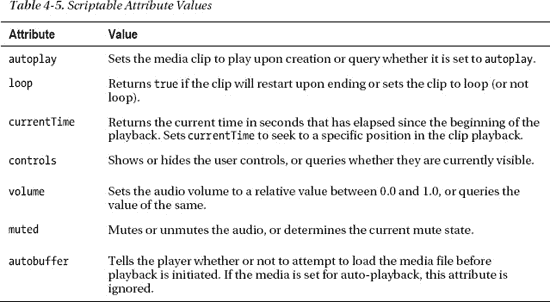 Table 4-5. Scriptable Attribute Values
Attribute Value
autoplay Sets the media clip to play upon creation or query whether it is set to autoplay.
loop Returns true if the clip will restart upon ending or sets the clip to loop (or not
loop).
currentTime Returns the current time in seconds that has elapsed since the beginning of the
playback. Sets currentTime to seek to a specific position in the clip playback.
controls Shows or hides the user controls, or queries whether they are currently visible.
volume Sets the audio volume to a relative value between 0.0 and 1.0, or queries the
value of the same.
muted Mutes or unmutes the audio, or determines the current mute state.
autobuffer Tells the player whether or not to attempt to load the media file before
playback is initiated. If the media is set for auto-playback, this attribute is
ignored.